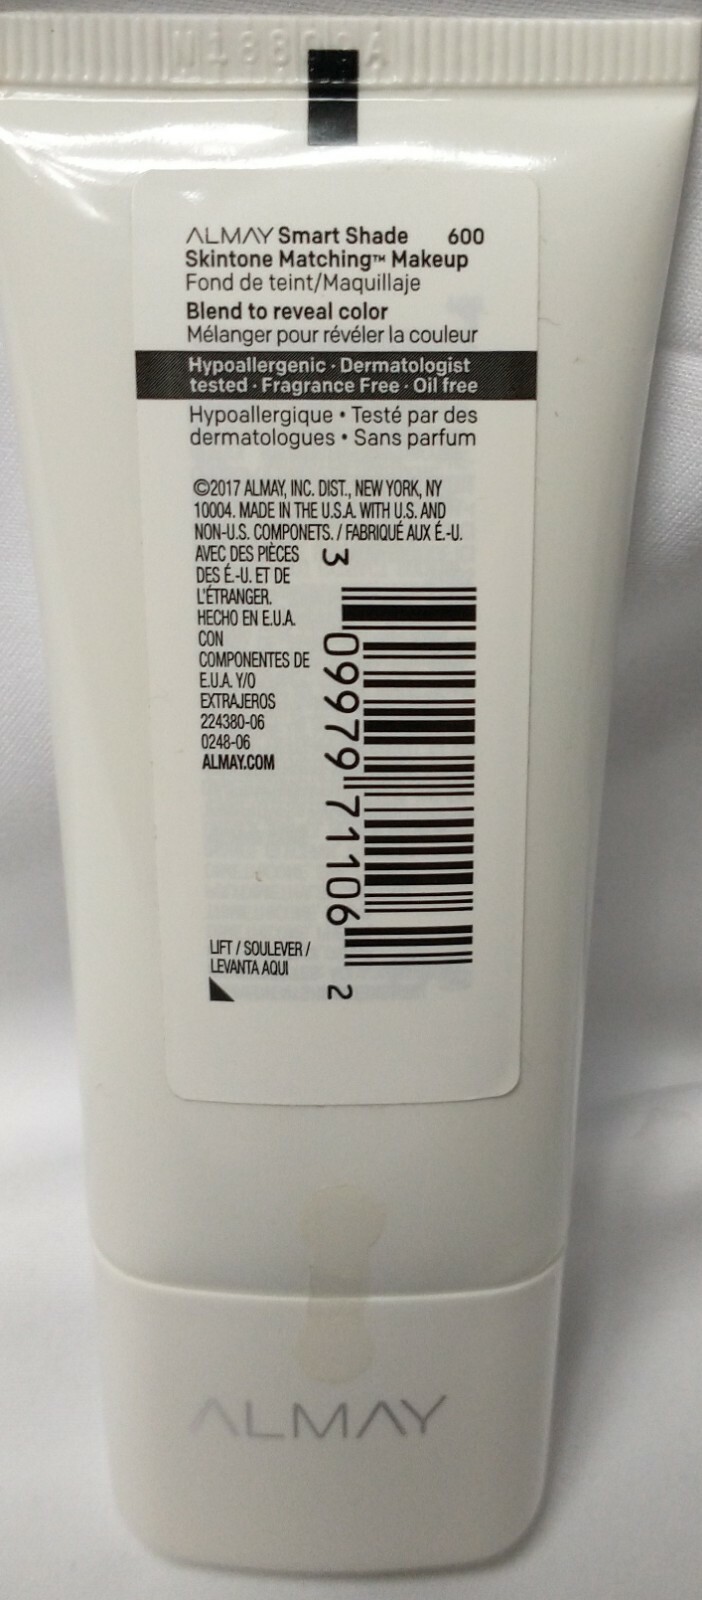 ALMAY Smart Shade 600
Skintone Matching™ Makeup
Fond de teint/Maquillaje
Blend to reveal color
Mélanger pour révéler la couleur
Hypoallergenic · Dermatologist
tested · Fragrance Free · Oil free
Hypoallergique • Testé par des
dermatologues • Sans parfum
©2017 ALMAY, INC. DIST., NEW YORK, NY
10004. MADE IN THE U.S.A. WITH U.S. AND
NON-U.S. COMPONETS. / FABRIQUÉ AUX É.-U.
AVEC DES PIÈCES
DES É.-U. ET DE
L'ÉTRANGER.
HECHO EN E.U.A.
CON
COMPONENTES DE
E.U.A. Y/O
EXTRAJEROS
224380-06
0248-06
ALMAY.COM
3 09979 71106 2
LIFT / SOULEVER /
LEVANTA AQUI
ALMAY